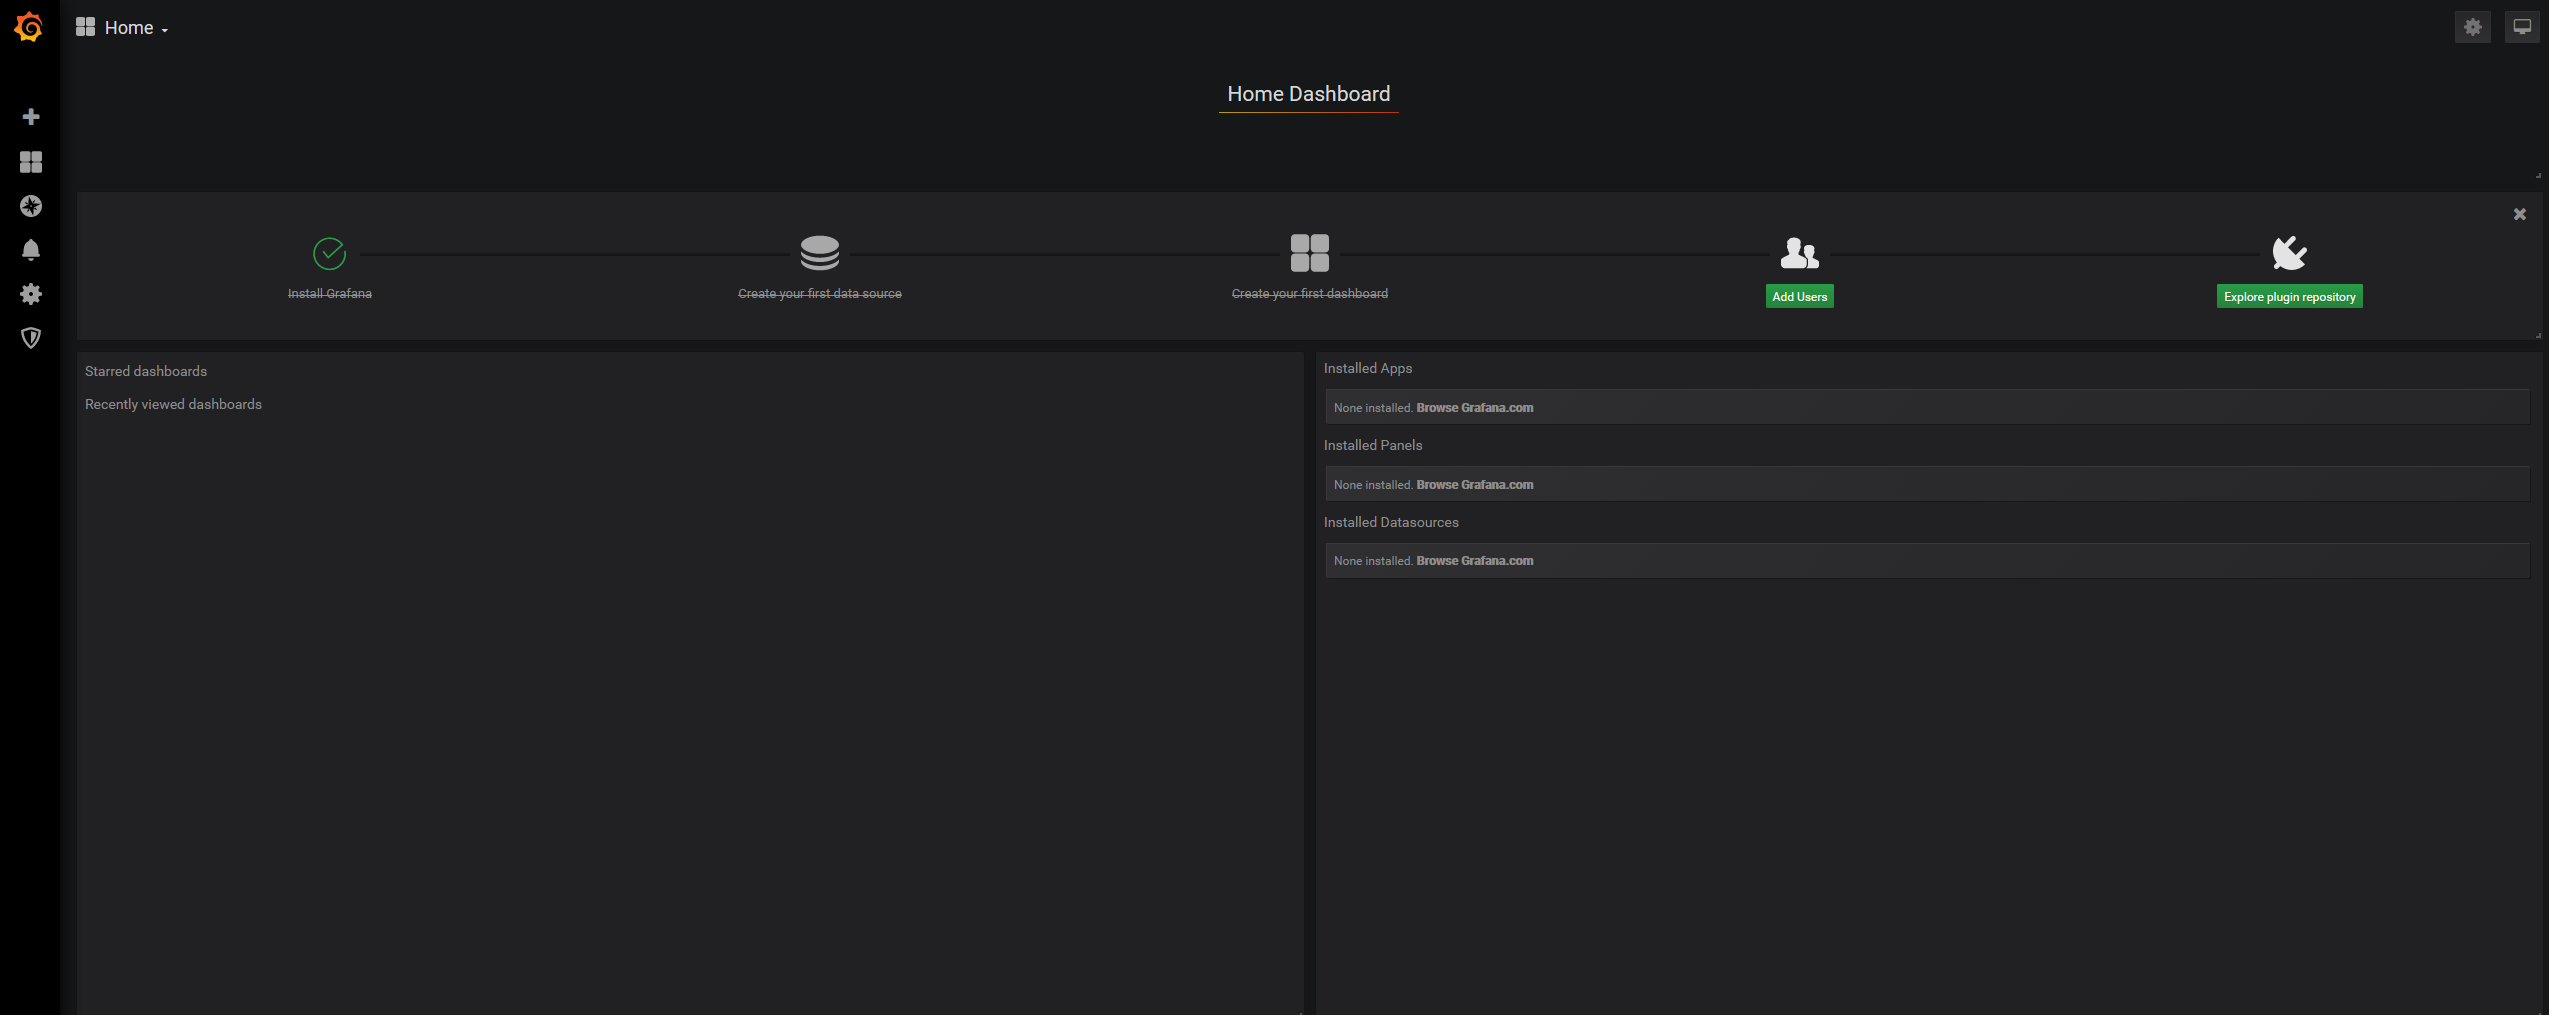 Home
Home Dashboard
Install Grafana
Create your first data source
Create your first dashboard
Add Users
Explore plugin repository
Starred dashboards
Recently viewed dashboards
Installed Apps
None installed. Browse Grafana.com
Installed Panels
None installed. Browse Grafana.com
Installed Datasources
None installed. Browse Grafana.com